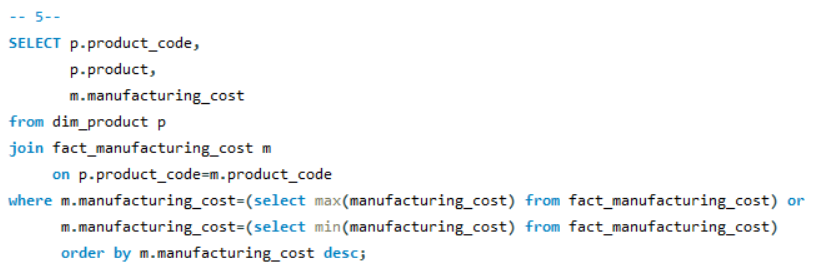 -- 5--
SELECT p.product_code,
p.product,
m.manufacturing_cost
from dim_product p
join fact_manufacturing_cost m
on p.product_code=m.product_code
where m.manufacturing_cost=(select max(manufacturing_cost) from fact_manufacturing_cost) or
m.manufacturing_cost=(select min(manufacturing_cost) from fact_manufacturing_cost)
order by m.manufacturing_cost desc;